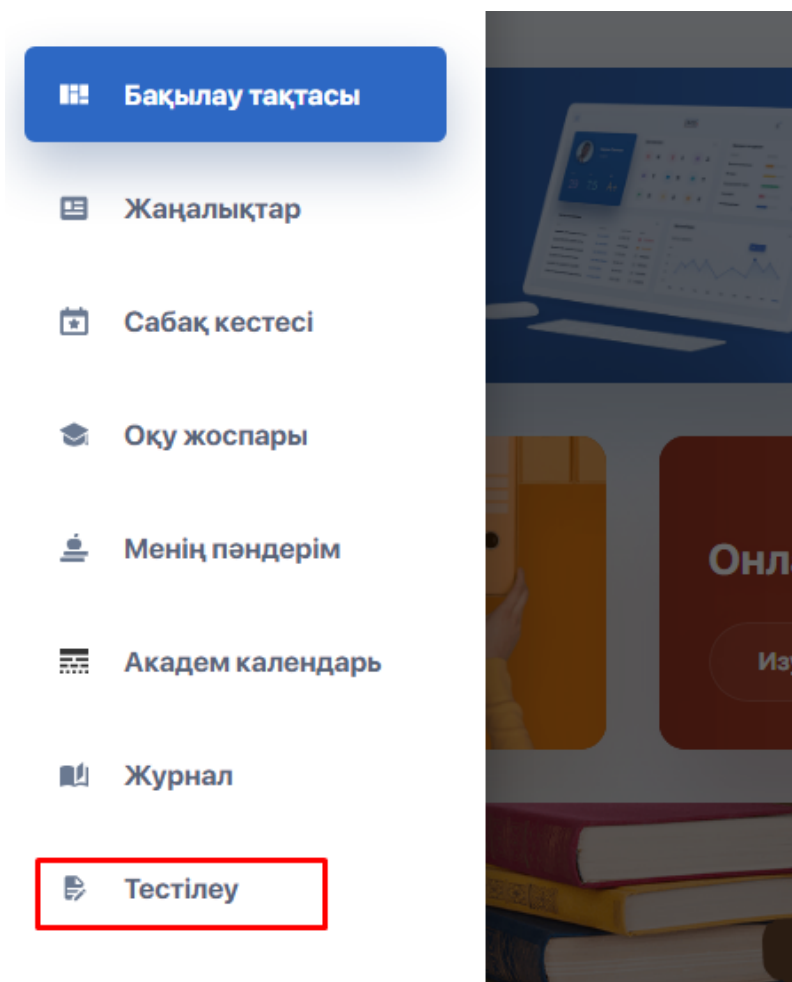 Бақылау тақтасы
Жаңалықтар
Сабақ кестесі
Оқу жоспары
Менің пәндерім
Академ календарь
Журнал
Тестілеу